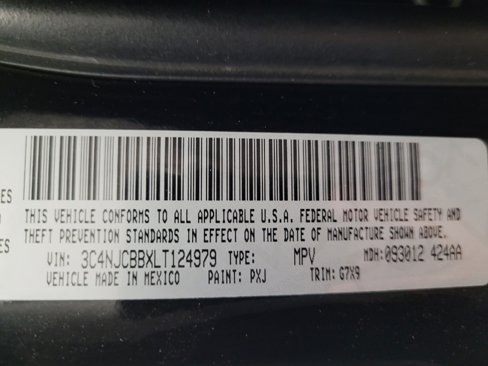 ES
THIS VEHICLE CONFORMS TO ALL APPLICABLE U.S.A. FEDERAL MOTOR VEHICLE SAFETY AND
THEFT PREVENTION STANDARDS IN EFFECT ON THE DATE OF MANUFACTURE SHOWN ABOVE.
VIN: 3C4NJCBBXLT124979 TYPE: MPV MDH:093012 424AA
VEHICLE MADE IN MEXICO PAINT: PXJ TRIM: G7X9